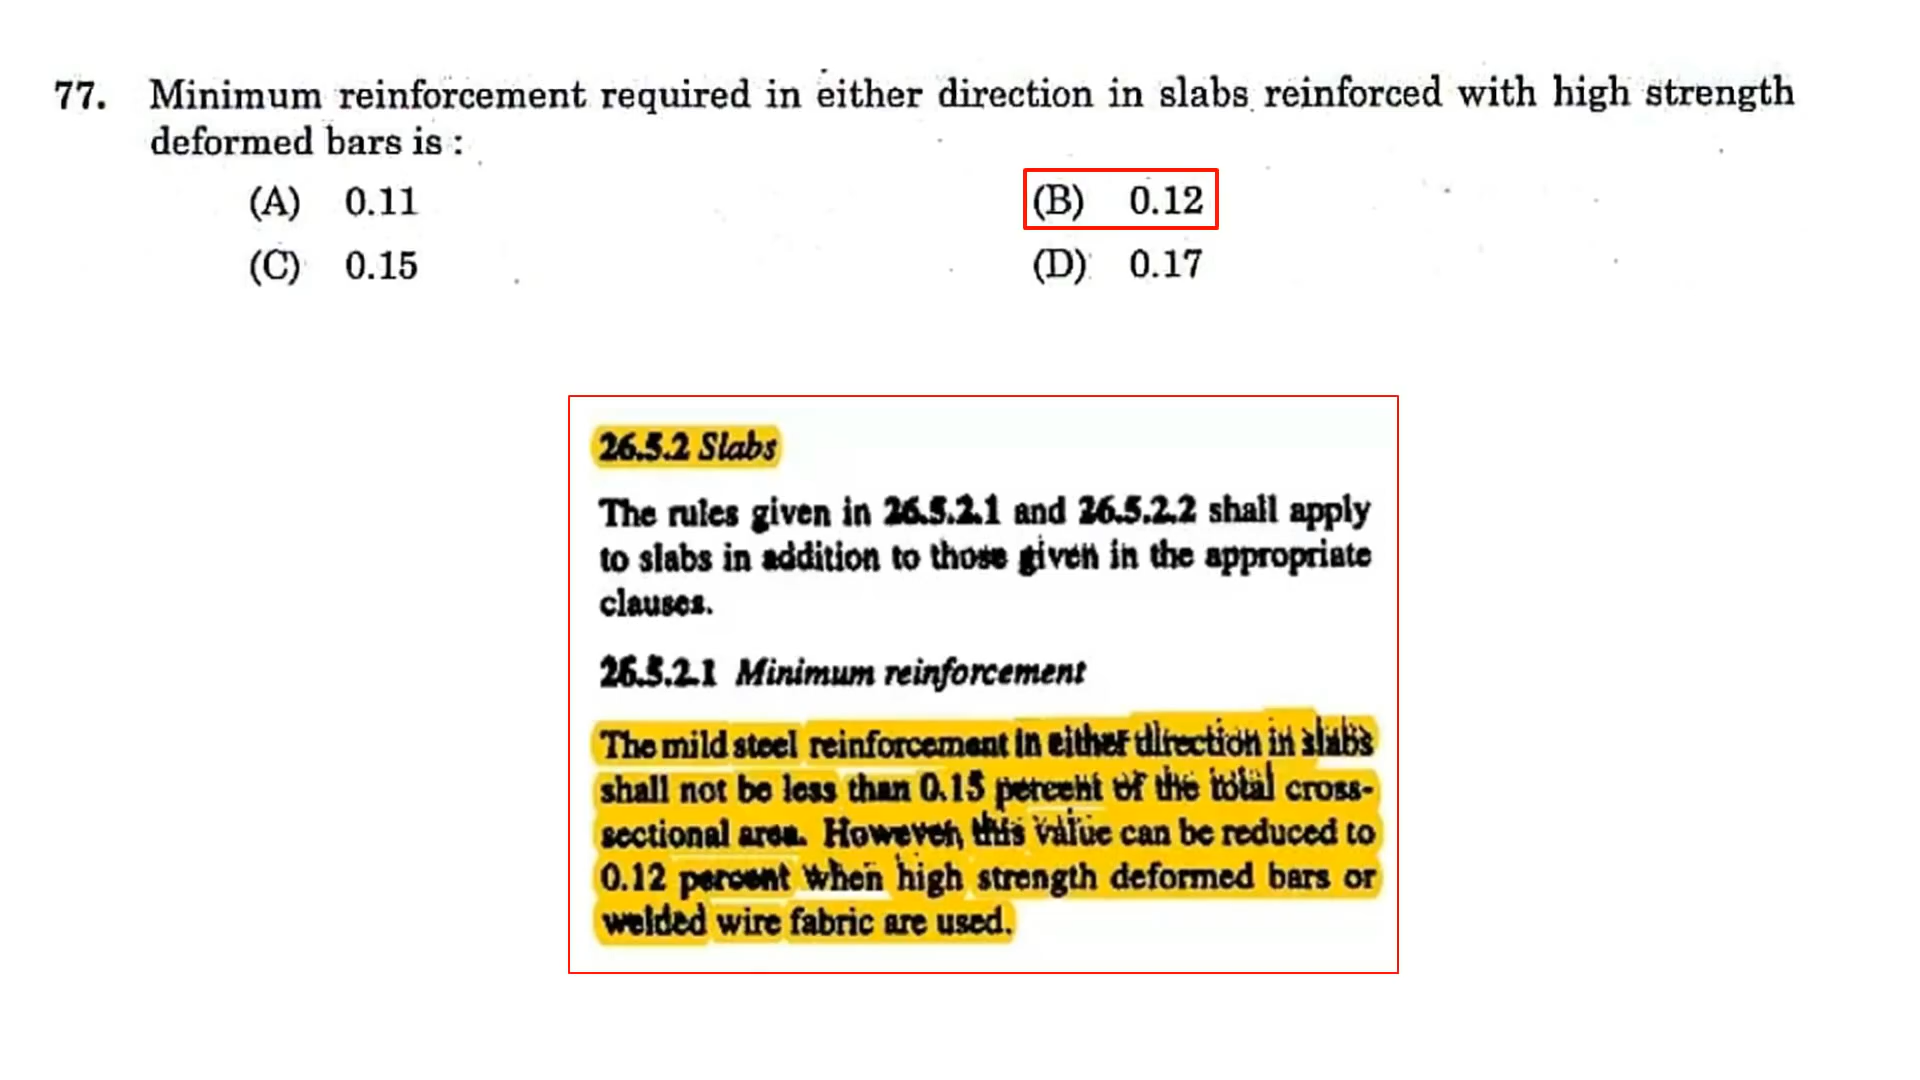 77. Minimum reinforcement required in either direction in slabs reinforced with high strength
deformed bars is :
(A) 0.11 (B) 0.12
(C) 0.15 (D) 0.17
26.5.2 Slabs
The rules given in 26.5.2.1 and 26.5.2.2 shall apply
to slabs in addition to those given in the appropriate
clauses.
26.5.2.1 Minimum reinforcement
The mild steel reinforcement in either direction in slabs
shall not be less than 0.15 percent of the total cross-
sectional area. However, this value can be reduced to
0.12 percent when high strength deformed bars or
welded wire fabric are used.